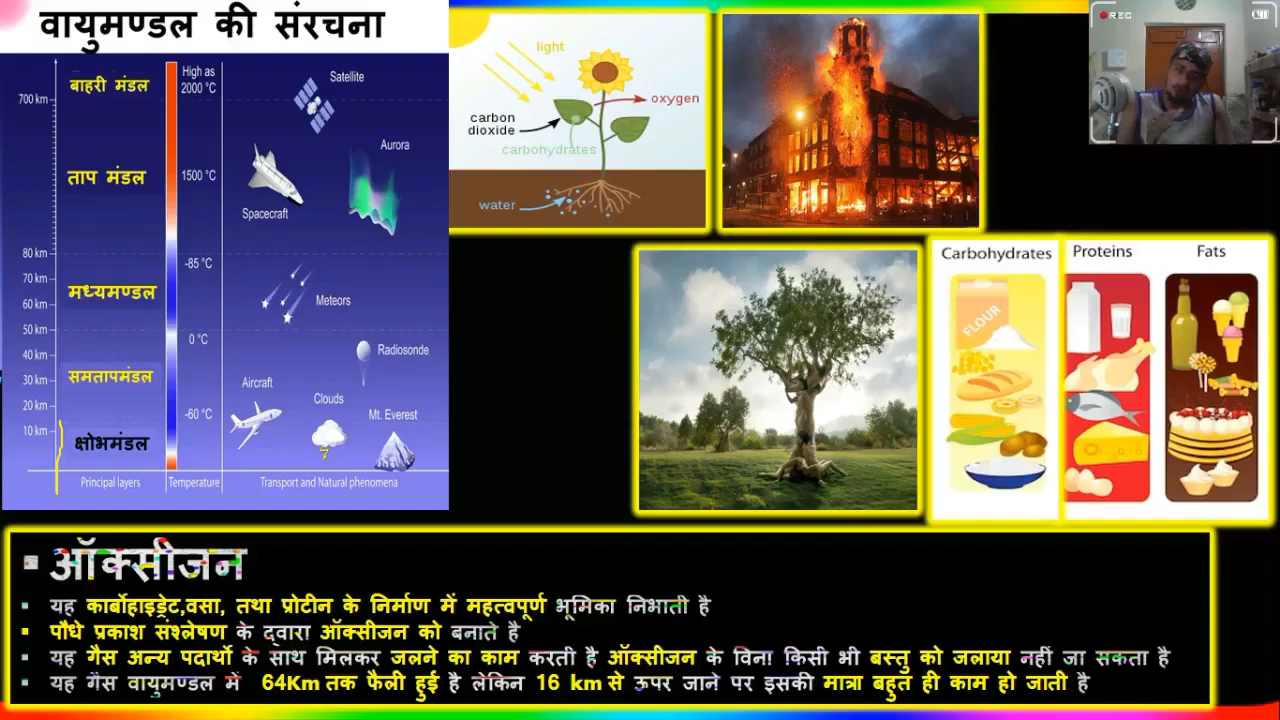 वायुमण्डल की संरचना
बाहरी मंडल
High as
2000 °C
Satellite
700 km
Aurora
ताप मंडल
1500 °C
Spacecraft
80 km
-85 °C
70 km
मध्यमण्डल
60 km
Meteors
50 km
0 °C
40 km
Radiosonde
30 km
समतापमंडल
Aircraft
20 km
-60 °C
Clouds
Mt. Everest
10 km
क्षोभमंडल
Principal layers
Temperature
Transport and Natural phenomena
light
oxygen
carbon
dioxide
carbohydrates
water
REC
Carbohydrates
Proteins
Fats
FLOUR
▪ ऑक्सीजन
▪ यह कार्बोहाइड्रेट,वसा, तथा प्रोटीन के निर्माण में महत्वपूर्ण भूमिका निभाती है
▪ पौधे प्रकाश संश्लेषण के द्वारा ऑक्सीजन को बनाते है
▪ यह गैस अन्य पदार्थो के साथ मिलकर जलने का काम करती है ऑक्सीजन के विना किसी भी बस्तु को जलाया नहीं जा सकता है
▪ यह गैस वायुमण्डल में 64Km तक फैली हुई है लेकिन 16 km से ऊपर जाने पर इसकी मात्रा बहुत ही काम हो जाती है